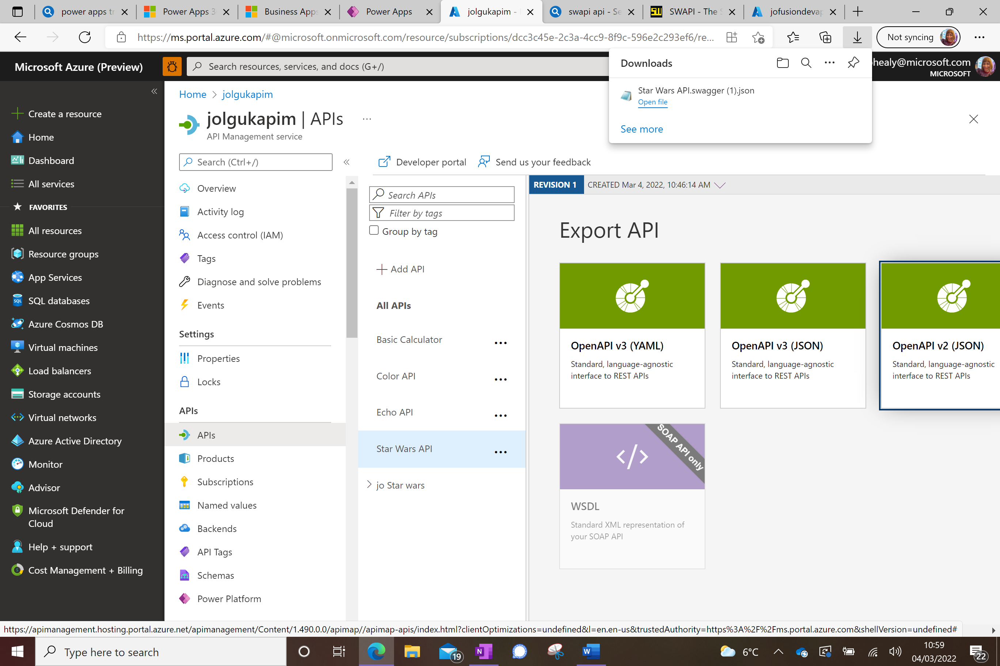 power apps tr
Power Apps 3
Business Apps
Power Apps
jolgukapim -
swapi api - Se
SWAPI - The S
jofusiondevap
https://ms.portal.azure.com/#@microsoft.onmicrosoft.com/resource/subscriptions/dcc3c45e-2c3a-4cc9-8f9c-596e2c293ef6/re...
Not syncing
Microsoft Azure (Preview)
Search resources, services, and docs (G+/)
Downloads
Star Wars API.swagger (1).json
Open file
See more
healy@microsoft.com
MICROSOFT
Create a resource
Home
Dashboard
All services
FAVORITES
All resources
Resource groups
App Services
SQL
SQL databases
Azure Cosmos DB
Virtual machines
Load balancers
Storage accounts
Virtual networks
Azure Active Directory
Monitor
Advisor
Microsoft Defender for
Cloud
Help + support
Cost Management + Billing
Home > jolgukapim
jolgukapim | APIs ...
API Management service
Search (Ctrl+/)
Overview
Activity log
Access control (IAM)
Tags
Diagnose and solve problems
Events
Settings
Properties
Locks
APIs
APIs
Products
Subscriptions
Named values
Backends
API Tags
Schemas
Power Platform
Developer portal
Send us your feedback
Search APIs
Filter by tags
Group by tag
Add API
All APIs
Basic Calculator
Color API
Echo API
Star Wars API
jo Star wars
REVISION 1
CREATED Mar 4, 2022, 10:46:14 AM
Export API
OpenAPI v3 (YAML)
Standard, language-agnostic
interface to REST APIs
OpenAPI v3 (JSON)
Standard, language-agnostic
interface to REST APIs
OpenAPI v2 (JSON)
Standard, language-agnostic
interface to REST APIs
</>
SOAP API only
WSDL
Standard XML representation of
your SOAP API
https://apimanagement.hosting.portal.azure.net/apimanagement/Content/1.490.0.0/apimap//apimap-apis/index.html?clientOptimizations=undefined&l=en.en-us&trustedAuthority=https%3A%2F%2Fms.portal.azure.com&shellVersion=undefined#
Type here to search
19
N
W
6°C
10:59
04/03/2022
22